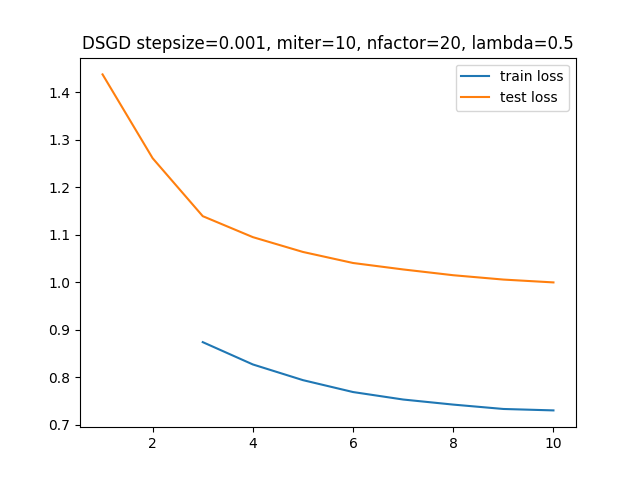 DSGD stepsize=0.001, miter=10, nfactor=20, lambda=0.5
train loss
test loss
1.4
1.3
1.2
1.1
1.0
0.9
0.8
0.7
2 4 6 8 10